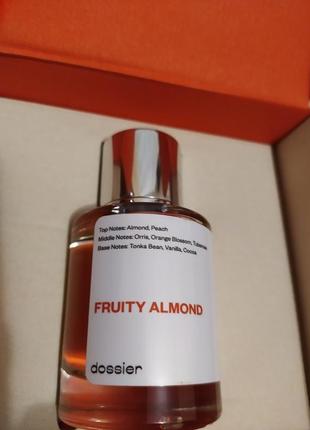 Top Notes: Almond, Peach
Middle Notes: Orris, Orange Blossom, Tuberose
Base Notes: Tonka Bean, Vanilla, Cocoa
FRUITY ALMOND
dossier